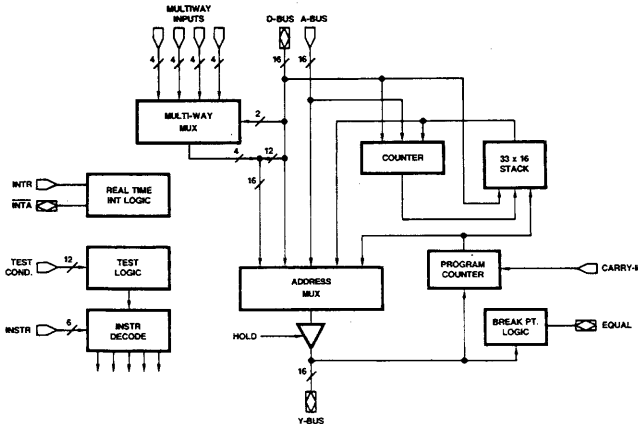 MULTIWAY
INPUTS
D-BUS
A-BUS
4
4
4
4
16
16
MULTI-WAY
MUX
2
4
12
16
COUNTER
33 x 16
STACK
INTR
INTA
REAL TIME
INT LOGIC
TEST
COND.
12
TEST
LOGIC
INSTR
6
INSTR
DECODE
ADDRESS
MUX
PROGRAM
COUNTER
CARRY-I
HOLD
BREAK PT.
LOGIC
EQUAL
16
Y-BUS